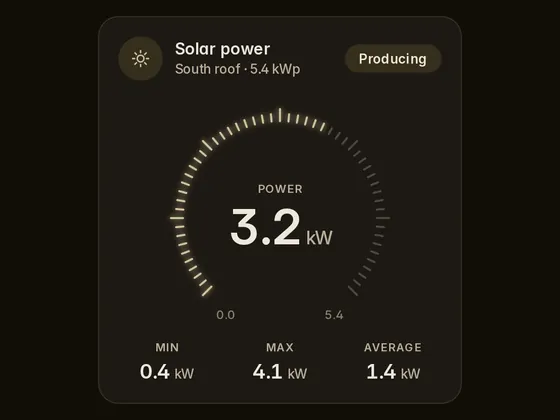 Solar power
South roof · 5.4 kWp
Producing
POWER
3.2 kW
0.0
5.4
MIN
MAX
AVERAGE
0.4 kW
4.1 kW
1.4 kW